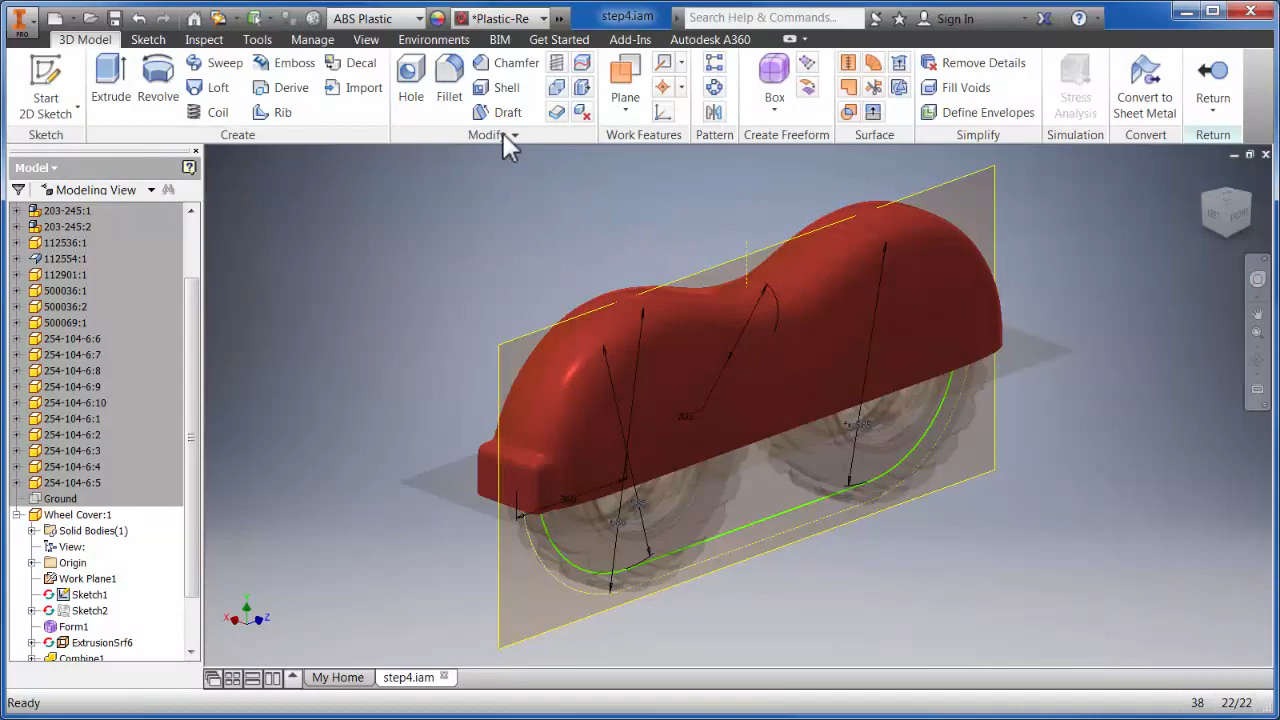 PRO
ABS Plastic
*Plastic-Re
step4.iam
Search Help & Commands...
Sign In
3D Model
Sketch
Inspect
Tools
Manage
View
Environments
BIM
Get Started
Add-Ins
Autodesk A360
Start
2D Sketch
Extrude
Revolve
Sweep
Loft
Coil
Emboss
Derive
Rib
Decal
Import
Hole
Fillet
Chamfer
Shell
Draft
Plane
Box
Remove Details
Fill Voids
Define Envelopes
Stress
Analysis
Convert to
Sheet Metal
Return
Sketch
Create
Modify
Work Features
Pattern
Create Freeform
Surface
Simplify
Simulation
Convert
Return
Model
Modeling View
203-245:1
203-245:2
112536:1
112554:1
112901:1
500036:1
500036:2
500069:1
254-104-6:6
254-104-6:7
254-104-6:8
254-104-6:9
254-104-6:10
254-104-6:1
254-104-6:2
254-104-6:3
254-104-6:4
254-104-6:5
Ground
Wheel Cover:1
Solid Bodies(1)
View:
Origin
Work Plane1
Sketch1
Sketch2
Form1
ExtrusionSrf6
Combine1
LEFT
FRONT
360
X
Y
Z
My Home
step4.iam
Ready
38
22/22